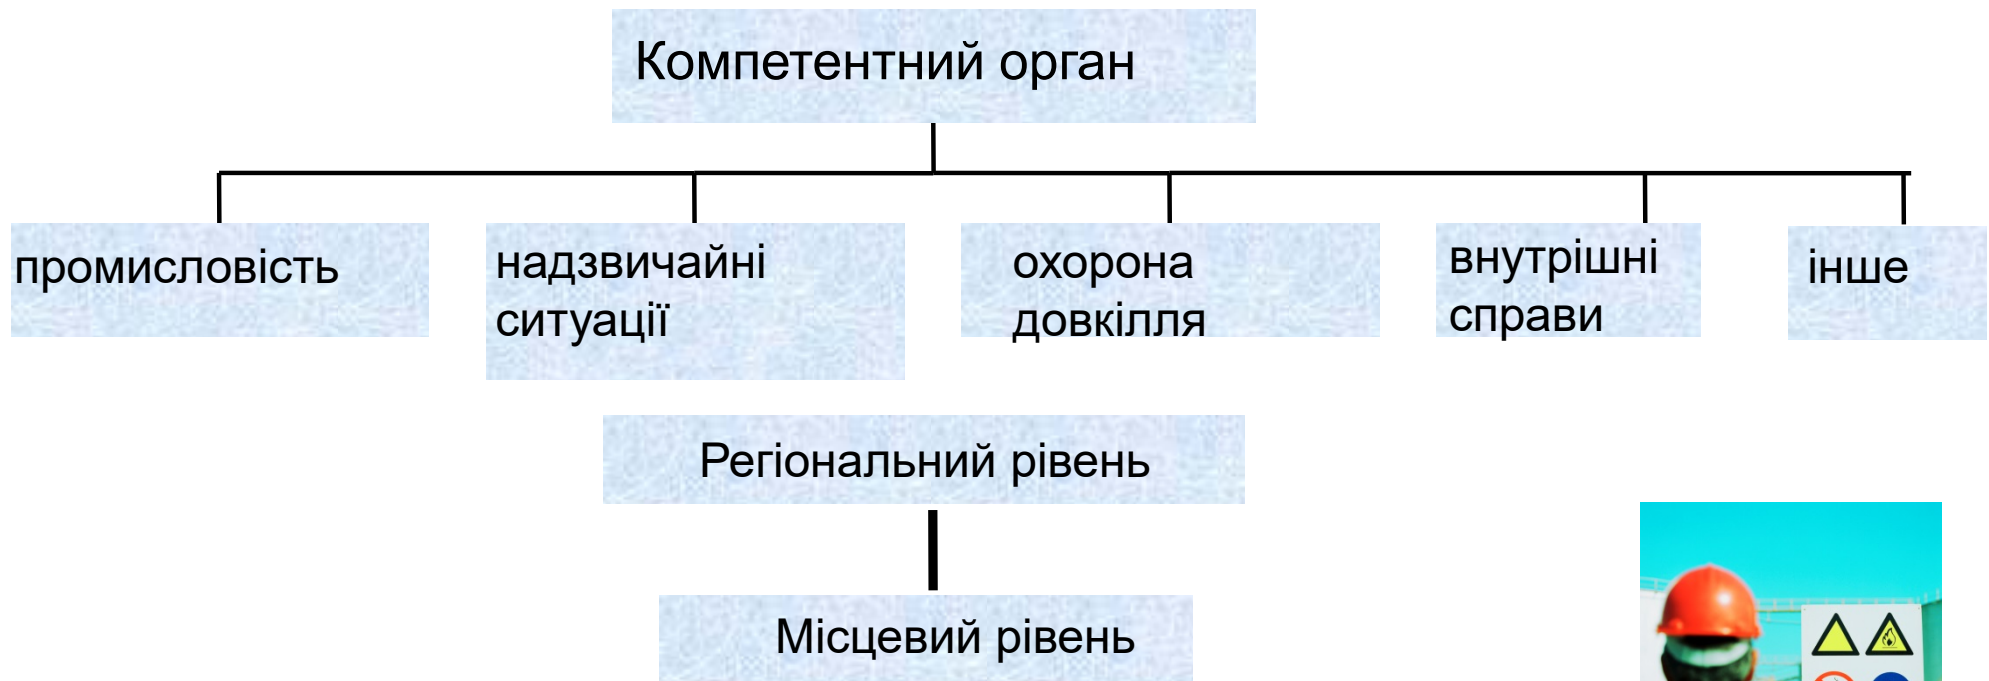 Компетентний орган
промисловість
надзвичайні
ситуації
охорона
довкілля
внутрішні
справи
інше
Регіональний рівень
Місцевий рівень